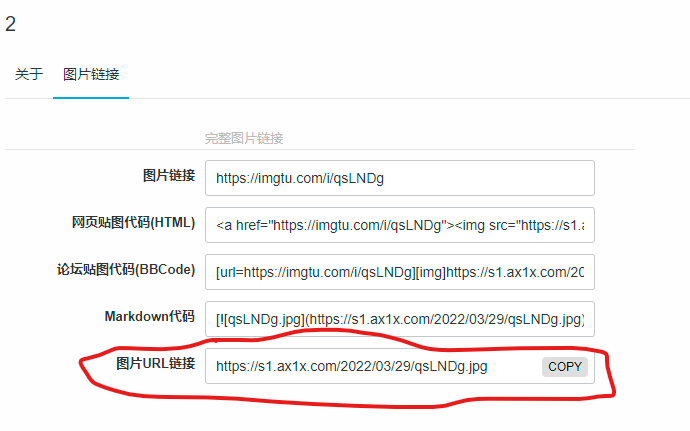 2
关于 图片链接
完整图片链接
图片链接 https://imgtu.com/i/qsLNDg
网页贴图代码(HTML) <a href="https://imgtu.com/i/qsLNDg"><img src="https://s1.a
论坛贴图代码(BBCode) [url=https://imgtu.com/i/qsLNDg][img]https://s1.ax1x.com/20
Markdown代码 [![qsLNDg.jpg](https://s1.ax1x.com/2022/03/29/qsLNDg.jpg)
图片URL链接 https://s1.ax1x.com/2022/03/29/qsLNDg.jpg COPY